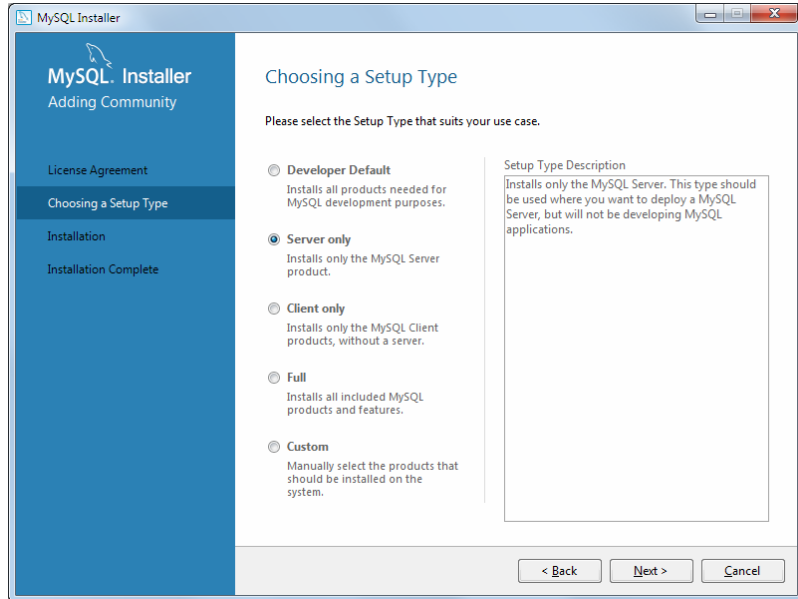 MySQL Installer
MySQL. Installer
Adding Community
License Agreement
Choosing a Setup Type
Installation
Installation Complete
Choosing a Setup Type
Please select the Setup Type that suits your use case.
Developer Default
Installs all products needed for
MySQL development purposes.
Server only
Installs only the MySQL Server
product.
Client only
Installs only the MySQL Client
products, without a server.
Full
Installs all included MySQL
products and features.
Custom
Manually select the products that
should be installed on the
system.
Setup Type Description
Installs only the MySQL Server. This type should
be used where you want to deploy a MySQL
Server, but will not be developing MySQL
applications.
< Back
Next >
Cancel